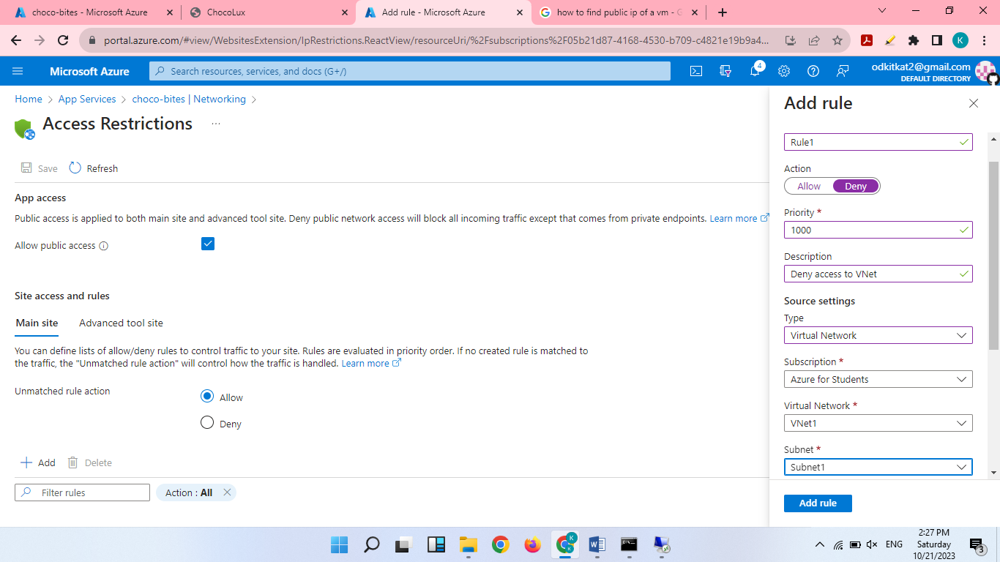 choco-bites - Microsoft Azure
ChocoLux
Add rule - Microsoft Azure
how to find public ip of a vm - G
portal.azure.com/#view/WebsitesExtension/IpRestrictions.ReactView/resourceUri/%2Fsubscriptions%2F05b21d87-4168-4530-b709-c4821e19b9a4...
K
Microsoft Azure
Search resources, services, and docs (G+/)
4
odkitkat2@gmail.com
DEFAULT DIRECTORY
Home > App Services > choco-bites | Networking >
Access Restrictions
...
Save
Refresh
App access
Public access is applied to both main site and advanced tool site. Deny public network access will block all incoming traffic except that comes from private endpoints. Learn more
Allow public access
Site access and rules
Main site
Advanced tool site
You can define lists of allow/deny rules to control traffic to your site. Rules are evaluated in priority order. If no created rule is matched to
the traffic, the "Unmatched rule action" will control how the traffic is handled. Learn more
Unmatched rule action
Allow
Deny
Add
Delete
Filter rules
Action : All
Add rule
Rule1
Action
Allow
Deny
Priority *
1000
Description
Deny access to VNet
Source settings
Type
Virtual Network
Subscription *
Azure for Students
Virtual Network *
VNet1
Subnet *
Subnet1
Add rule
K
K
ENG
2:27 PM
Saturday
10/21/2023
3